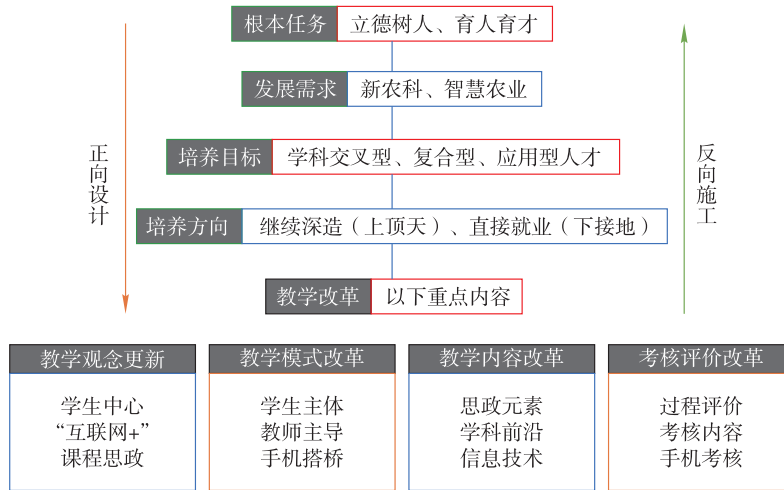 根本任务 立德树人、育人育才
发展需求 新农科、智慧农业
培养目标 学科交叉型、复合型、应用型人才
培养方向 继续深造（上顶天）、直接就业（下接地）
教学改革 以下重点内容
正向设计
反向施工
教学观念更新
学生中心
“互联网+”
课程思政
教学模式改革
学生主体
教师主导
手机搭桥
教学内容改革
思政元素
学科前沿
信息技术
考核评价改革
过程评价
考核内容
手机考核